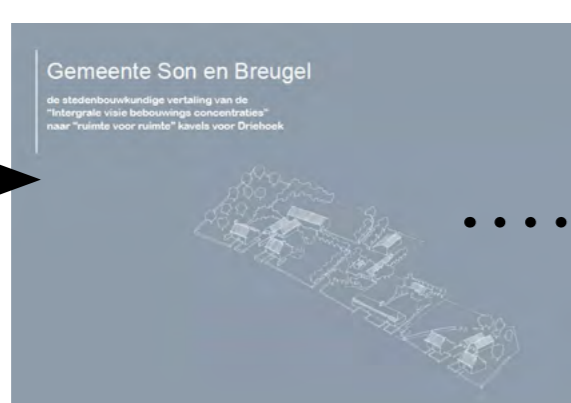 Gemeente Son en Breugel
de stedenbouwkundige vertaling van de
"Intergrale visie bebouwings concentraties"
naar "ruimte voor ruimte" kavels voor Driehoek